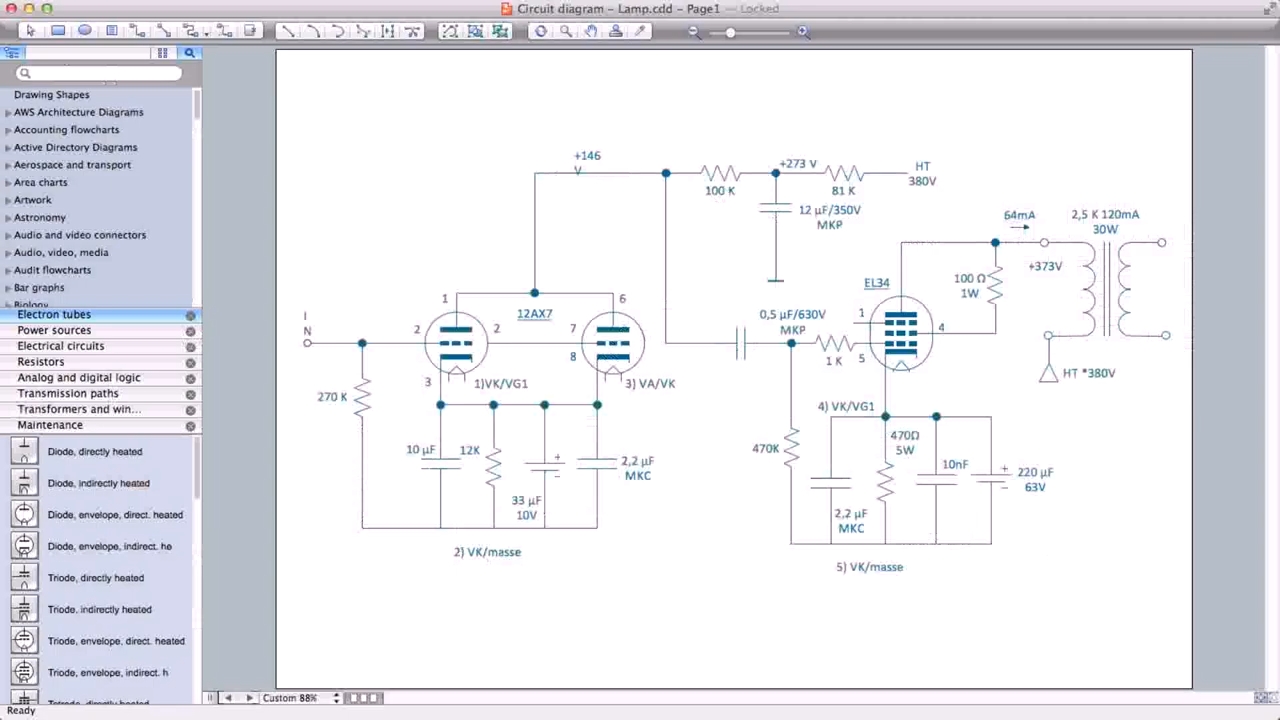 Circuit diagram – Lamp.cdd – Page1 — Locked
Drawing Shapes
AWS Architecture Diagrams
Accounting flowcharts
Active Directory Diagrams
Aerospace and transport
Area charts
Artwork
Astronomy
Audio and video connectors
Audio, video, media
Audit flowcharts
Bar graphs
Biology
Electron tubes
Power sources
Electrical circuits
Resistors
Analog and digital logic
Transmission paths
Transformers and win...
Maintenance
Diode, directly heated
Diode, indirectly heated
Diode, envelope, direct. heated
Diode, envelope, indirect. he
Triode, directly heated
Triode, indirectly heated
Triode, envelope, direct. heated
Triode, envelope, indirect. h
Tetrode, directly heated
Ready
Custom 88%
+146
V
100 K
+273 V
81 K
HT
380V
12 µF/350V
MKP
64mA
2,5 K 120mA
30W
+373V
100 Ω
1W
EL34
1
4
5
HT *380V
I
N
1
6
12AX7
2
2
7
8
3
1)VK/VG1
3) VA/VK
0,5 µF/630V
MKP
1 K
270 K
10 µF
12K
33 µF
10V
+
–
2,2 µF
MKC
2) VK/masse
470K
4) VK/VG1
470Ω
5W
10nF
+
–
220 µF
63V
2,2 µF
MKC
5) VK/masse